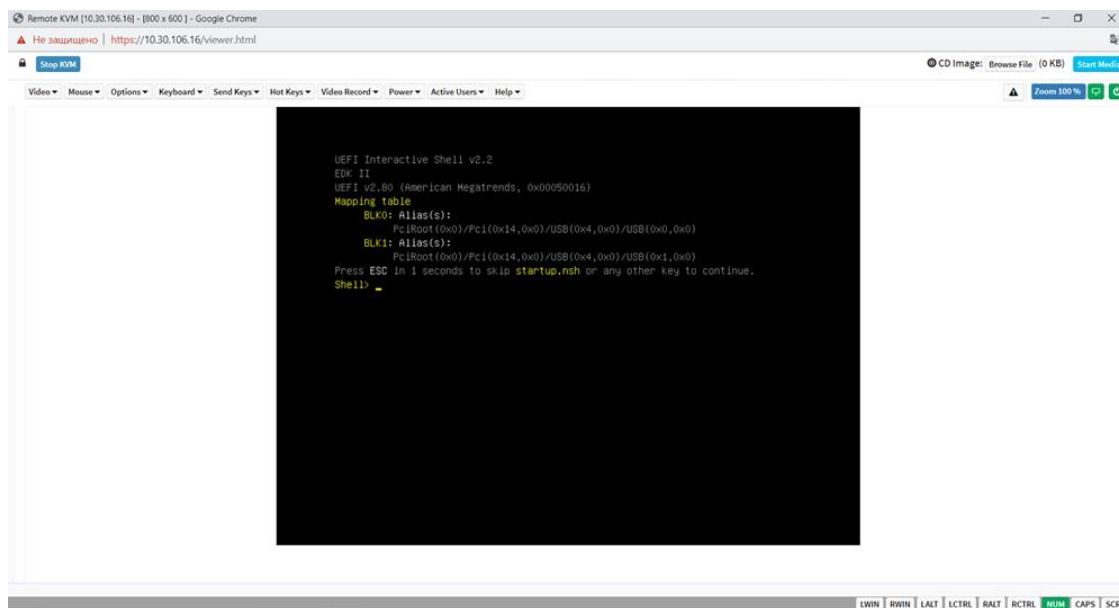 Remote KVM [10.30.106.16] - [800 x 600 ] - Google Chrome
Не защищено | https://10.30.106.16/viewer.html
Stop KVM CD Image: Browse File (0 KB) Start Media
Video Mouse Options Keyboard Send Keys Hot Keys Video Record Power Active Users Help Zoom 100 %
UEFI Interactive Shell v2.2
EDK II
UEFI v2.80 (American Megatrends, 0x00050016)
Mapping table
BLK0: Alias(s):
PciRoot(0x0)/Pci(0x14,0x0)/USB(0x4,0x0)/USB(0x0,0x0)
BLK1: Alias(s):
PciRoot(0x0)/Pci(0x14,0x0)/USB(0x4,0x0)/USB(0x1,0x0)
Press ESC in 1 seconds to skip startup.nsh or any other key to continue.
Shell> _
LWIN RWIN LALT LCTRL RALT RCTRL NUM CAPS SCR